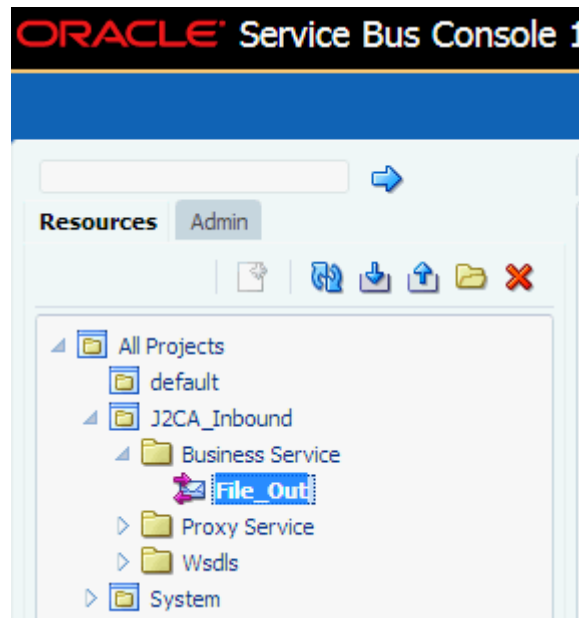 ORACLE Service Bus Console 1
Resources Admin
All Projects
default
J2CA_Inbound
Business Service
File_Out
Proxy Service
Wsdls
System